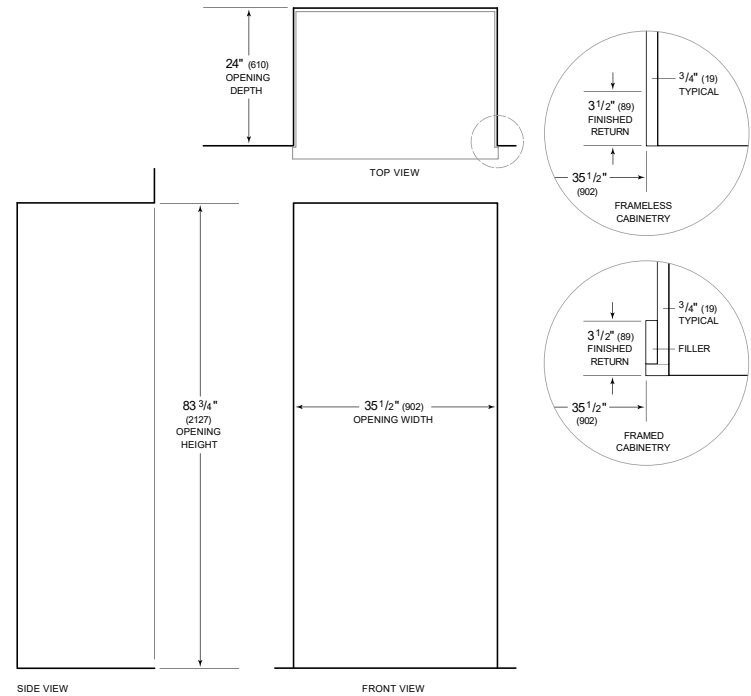 24" (610)
OPENING
DEPTH
TOP VIEW
3/4" (19)
TYPICAL
3 1/2" (89)
FINISHED
RETURN
35 1/2"
(902)
FRAMELESS
CABINETRY
3/4" (19)
TYPICAL
3 1/2" (89)
FINISHED
RETURN
FILLER
35 1/2"
(902)
FRAMED
CABINETRY
83 3/4"
(2127)
OPENING
HEIGHT
35 1/2" (902)
OPENING WIDTH
SIDE VIEW
FRONT VIEW